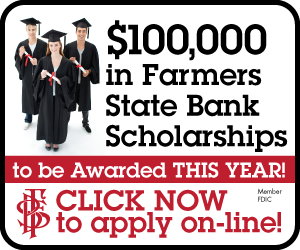 $100,000
in Farmers
State Bank
Scholarships
to be Awarded THIS YEAR!
Member
FDIC
FSB
CLICK NOW
to apply on-line!